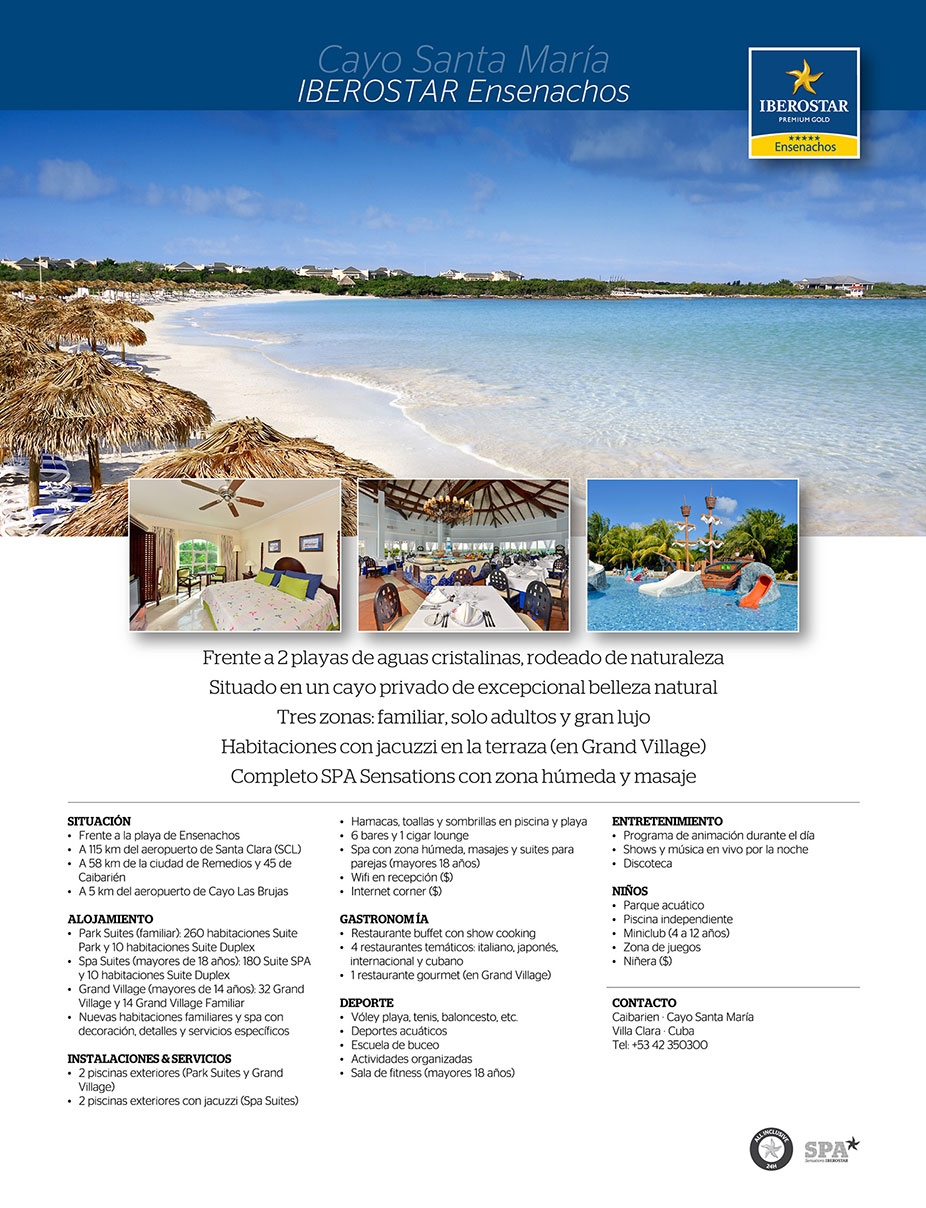 Cayo Santa María
IBEROSTAR Ensenachos
IBEROSTAR
PREMIUM GOLD
★★★★★
Ensenachos
Frente a 2 playas de aguas cristalinas, rodeado de naturaleza
Situado en un cayo privado de excepcional belleza natural
Tres zonas: familiar, solo adultos y gran lujo
Habitaciones con jacuzzi en la terraza (en Grand Village)
Completo SPA Sensations con zona húmeda y masaje
SITUACIÓN
• Frente a la playa de Ensenachos
• A 115 km del aeropuerto de Santa Clara (SCL)
• A 58 km de la ciudad de Remedios y 45 de
Caibarién
• A 5 km del aeropuerto de Cayo Las Brujas
ALOJAMIENTO
• Park Suites (familiar): 260 habitaciones Suite
Park y 10 habitaciones Suite Duplex
• Spa Suites (mayores de 18 años): 180 Suite SPA
y 10 habitaciones Suite Duplex
• Grand Village (mayores de 14 años): 32 Grand
Village y 14 Grand Village Familiar
• Nuevas habitaciones familiares y spa con
decoración, detalles y servicios específicos
INSTALACIONES & SERVICIOS
• 2 piscinas exteriores (Park Suites y Grand
Village)
• 2 piscinas exteriores con jacuzzi (Spa Suites)
• Hamacas, toallas y sombrillas en piscina y playa
• 6 bares y 1 cigar lounge
• Spa con zona húmeda, masajes y suites para
parejas (mayores 18 años)
• Wifi en recepción ($)
• Internet corner ($)
GASTRONOMÍA
• Restaurante buffet con show cooking
• 4 restaurantes temáticos: italiano, japonés,
internacional y cubano
• 1 restaurante gourmet (en Grand Village)
DEPORTE
• Vóley playa, tenis, baloncesto, etc.
• Deportes acuáticos
• Escuela de buceo
• Actividades organizadas
• Sala de fitness (mayores 18 años)
ENTRETENIMIENTO
• Programa de animación durante el día
• Shows y música en vivo por la noche
• Discoteca
NIÑOS
• Parque acuático
• Piscina independiente
• Miniclub (4 a 12 años)
• Zona de juegos
• Niñera ($)
CONTACTO
Caibarien · Cayo Santa María
Villa Clara · Cuba
Tel: +53 42 350300
ALL INCLUSIVE
24H
SPA
Sensations IBEROSTAR